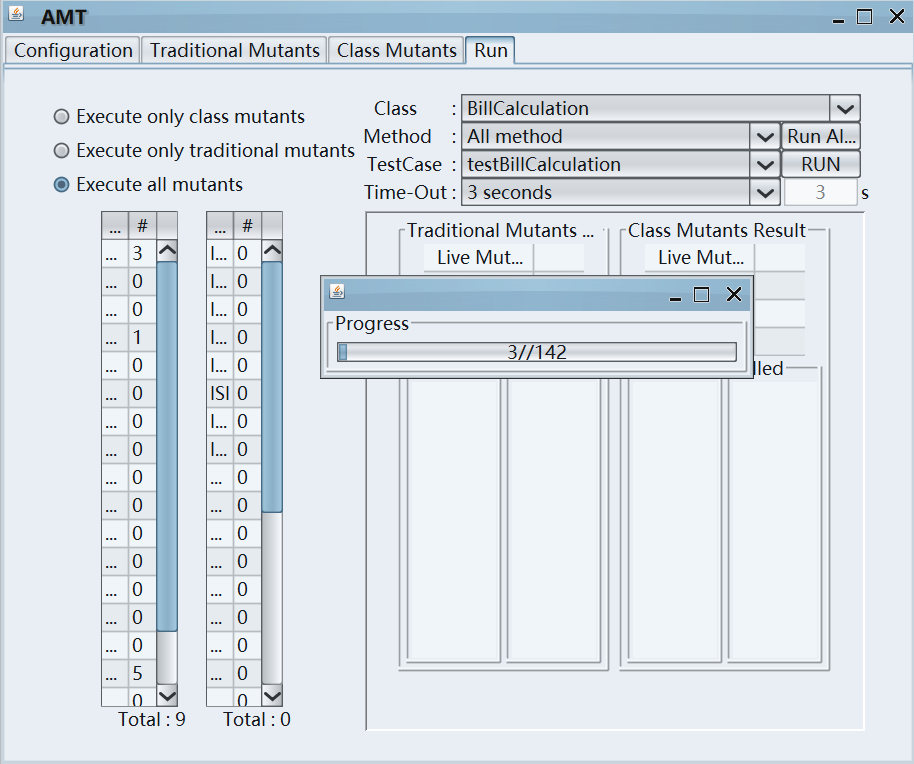 AMT
Configuration Traditional Mutants Class Mutants Run
Execute only class mutants
Execute only traditional mutants
Execute all mutants
Class : BillCalculation
Method : All method Run Al...
TestCase : testBillCalculation RUN
Time-Out : 3 seconds 3 s
... # 
... 3
... 0
... 0
... 1
... 0
... 0
... 0
... 0
... 0
... 0
... 0
... 0
... 0
... 0
... 0
... 5
0
Total : 9
... #
I... 0
I... 0
I... 0
I... 0
I... 0
ISI 0
I... 0
I... 0
... 0
... 0
... 0
... 0
... 0
... 0
... 0
... 0
0
Total : 0
Traditional Mutants ...
Live Mut...
Class Mutants Result
Live Mut...
Progress
3//142
lled